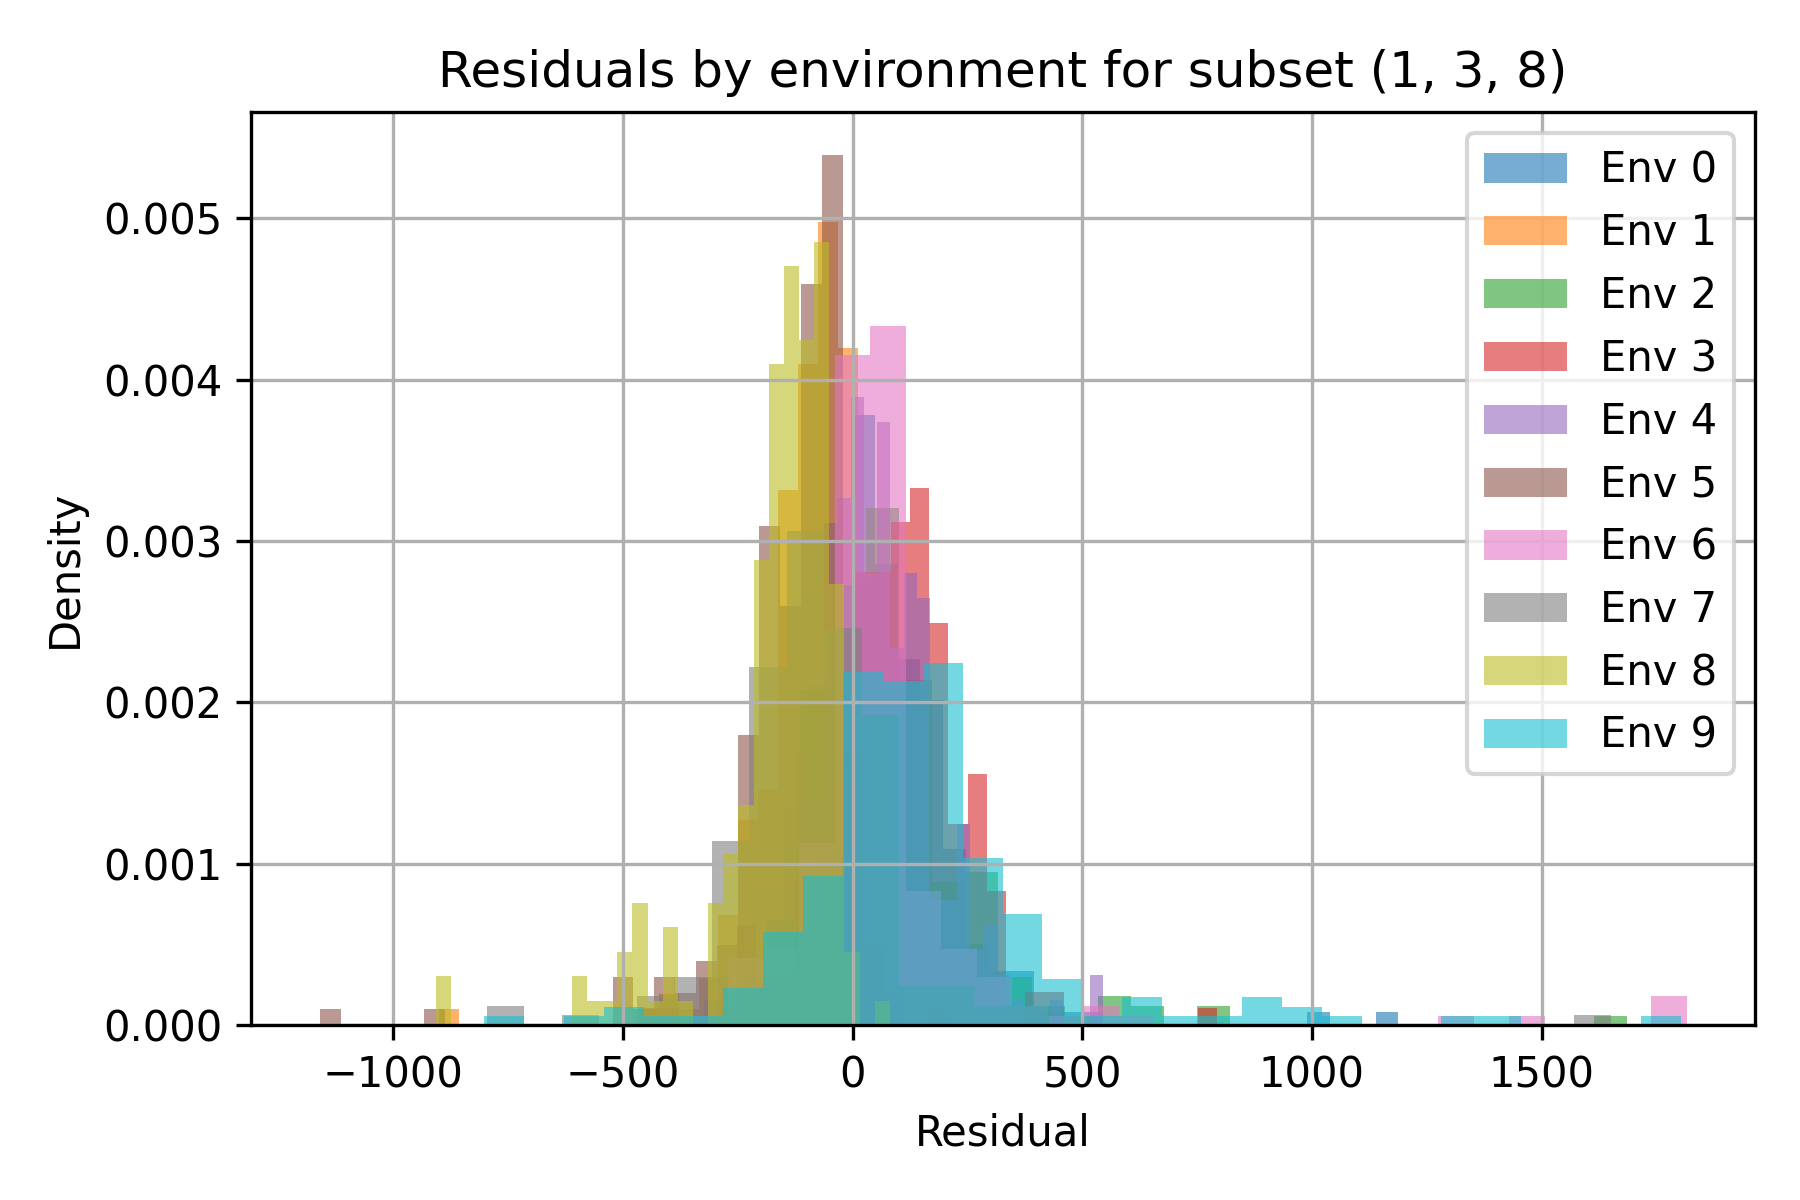 Residuals by environment for subset (1, 3, 8)
Density
0.005
0.004
0.003
0.002
0.001
0.000
−1000
−500
0
500
1000
1500
Residual
Env 0
Env 1
Env 2
Env 3
Env 4
Env 5
Env 6
Env 7
Env 8
Env 9